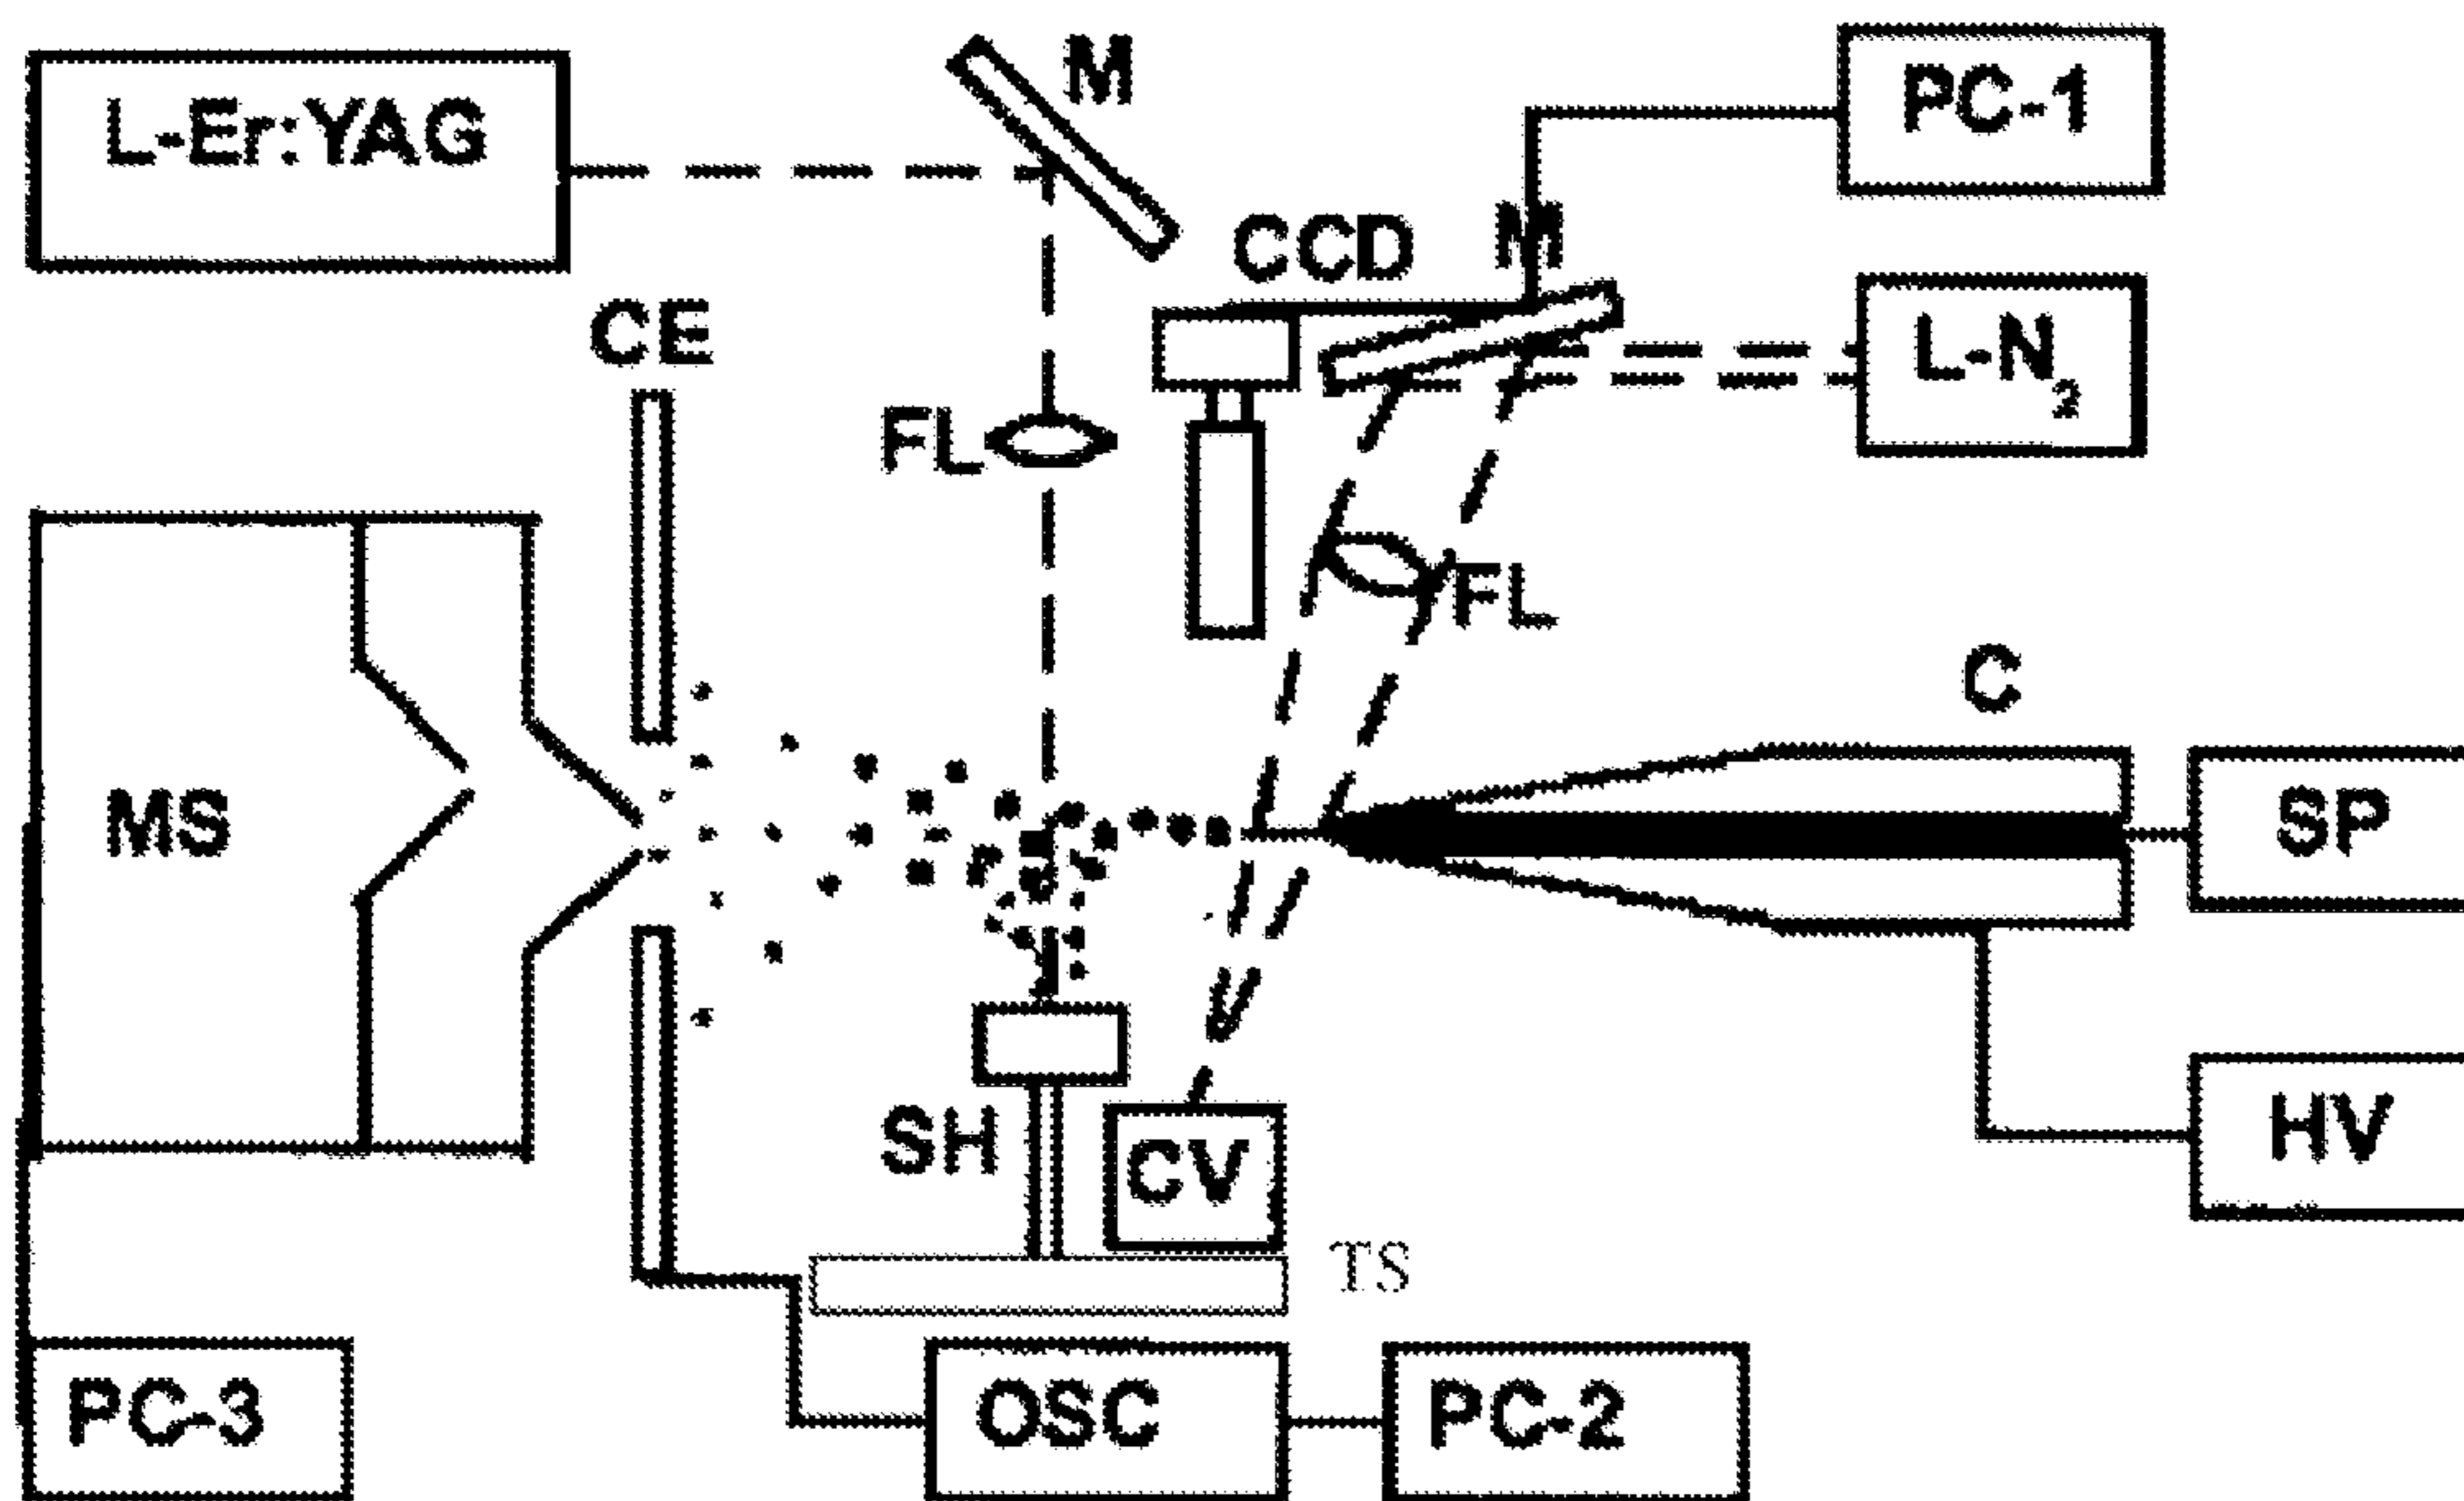 L-Er:YAG
M
PC-1
CCD
M
CE
L-N2
FL
FL
C
MS
SP
SH
CV
HV
TS
PC-3
OSC
PC-2